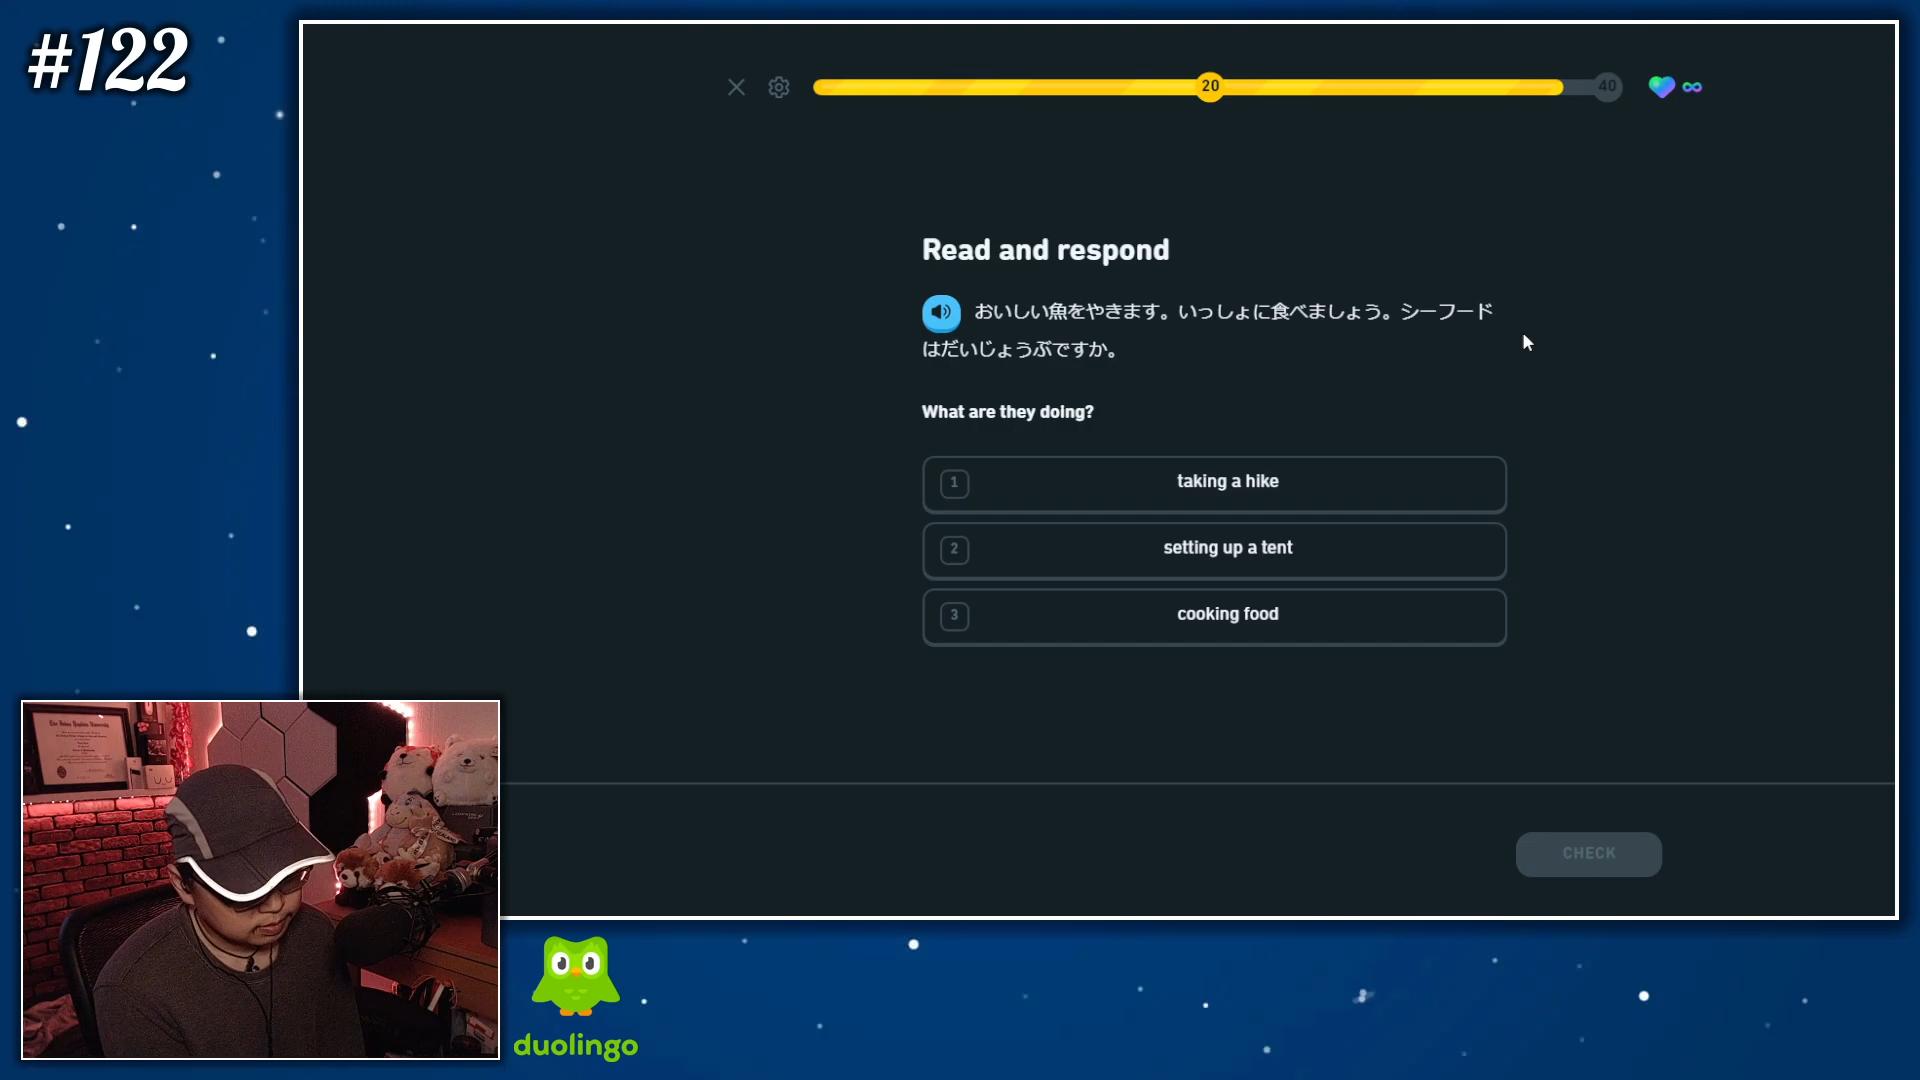 #122
20
40
Read and respond
おいしい魚をやきます。いっしょに食べましょう。シーフード
はだいじょうぶですか。
What are they doing?
1 taking a hike
2 setting up a tent
3 cooking food
CHECK
duolingo